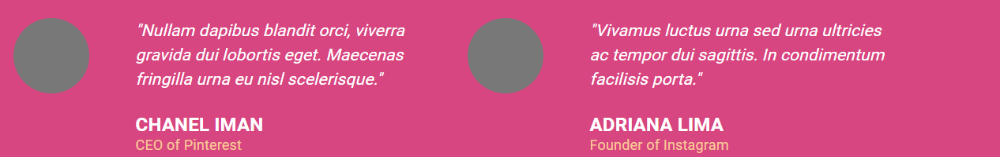 "Nullam dapibus blandit orci, viverra
gravida dui lobortis eget. Maecenas
fringilla urna eu nisl scelerisque."
CHANEL IMAN
CEO of Pinterest
"Vivamus luctus urna sed urna ultricies
ac tempor dui sagittis. In condimentum
facilisis porta."
ADRIANA LIMA
Founder of Instagram